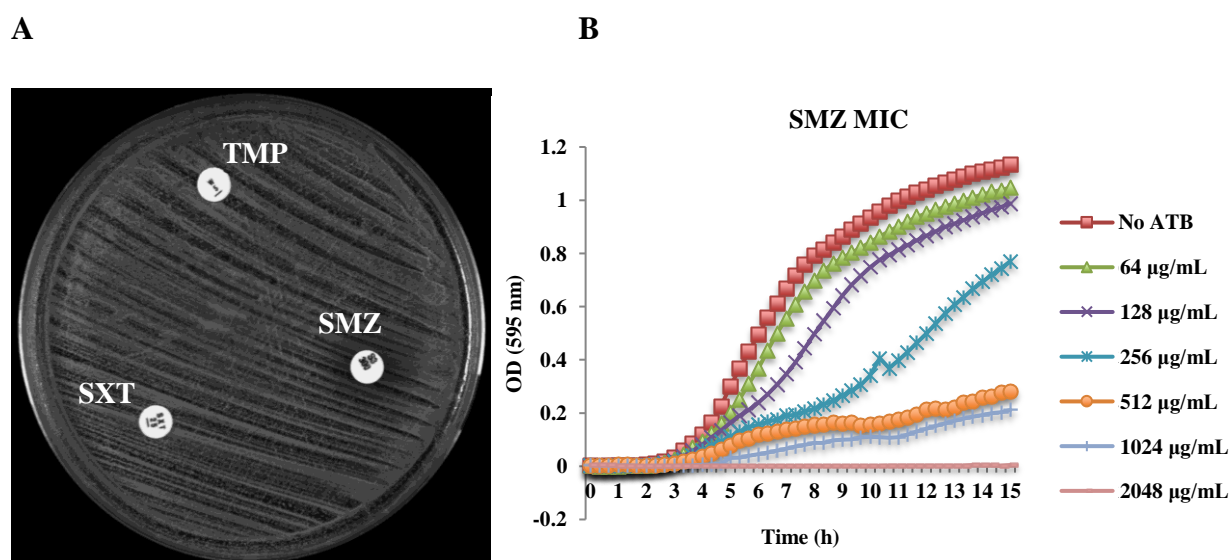 A
B
TMP
SMZ
SXT
SMZ MIC
OD (595 nm)
1.2
1
0.8
0.6
0.4
0.2
0
-0.2
0 1 2 3 4 5 6 7 8 9 10 11 12 13 14 15
Time (h)
No ATB
64 µg/mL
128 µg/mL
256 µg/mL
512 µg/mL
1024 µg/mL
2048 µg/mL